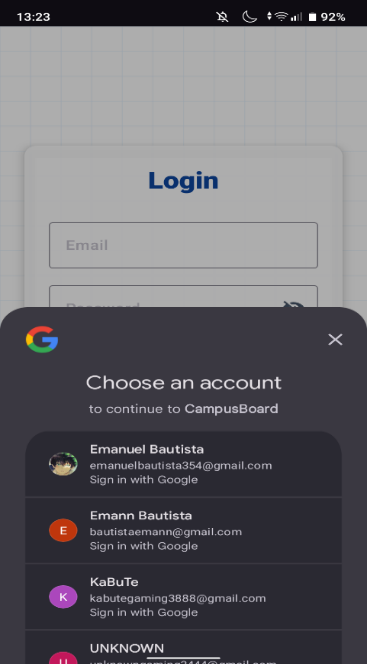 13:23
92%
Login
Email
Password
Choose an account
to continue to CampusBoard
Emanuel Bautista
emanuelbautista354@gmail.com
Sign in with Google
E
Emann Bautista
bautistaemann@gmail.com
Sign in with Google
K
KaBuTe
kabutegaming3888@gmail.com
Sign in with Google
U
UNKNOWN